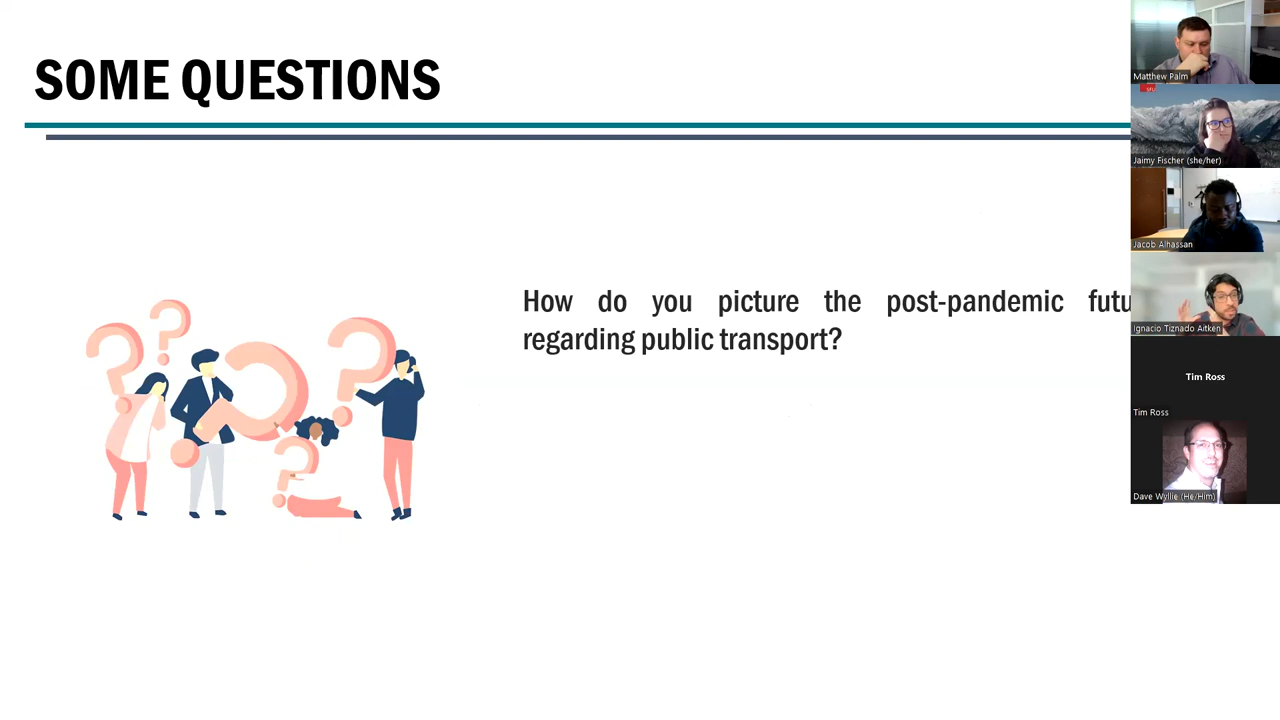 SOME QUESTIONS
How do you picture the post-pandemic futu
regarding public transport?
Matthew Palm
SFU
Jaimy Fischer (she/her)
Jacob Alhassan
Ignacio Tiznado Aitken
Tim Ross
Tim Ross
Dave Wyllie (He/Him)